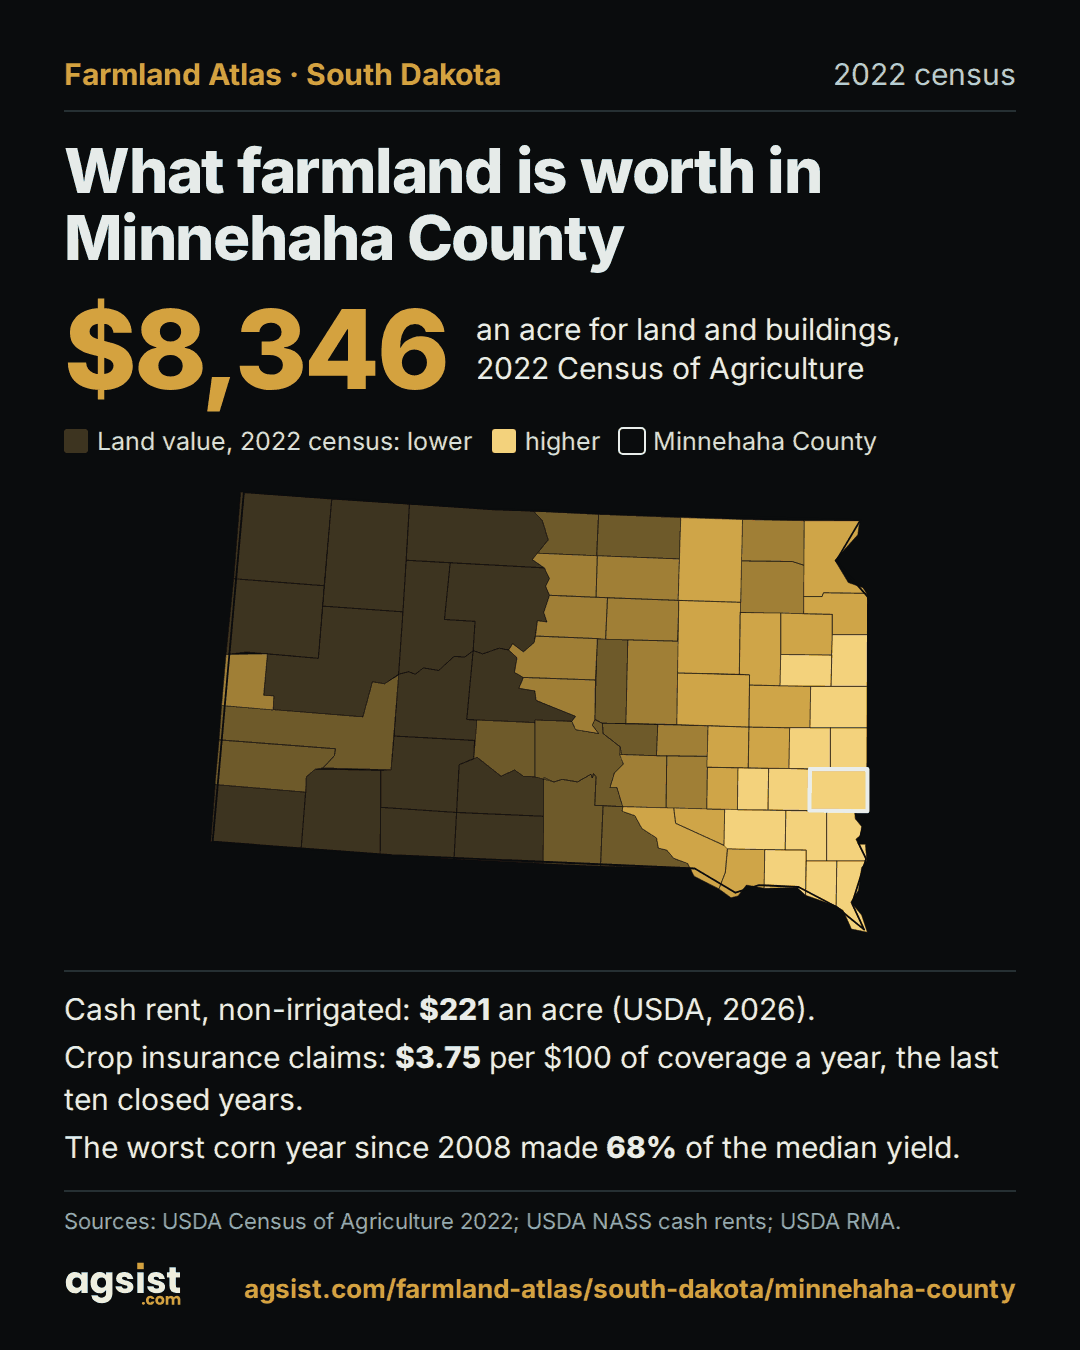 Farmland Atlas · South Dakota
2022 census
What farmland is worth in
Minnehaha County
$8,346
an acre for land and buildings,
2022 Census of Agriculture
Land value, 2022 census: lower
higher
Minnehaha County
Cash rent, non-irrigated: $221 an acre (USDA, 2026).
Crop insurance claims: $3.75 per $100 of coverage a year, the last
ten closed years.
The worst corn year since 2008 made 68% of the median yield.
Sources: USDA Census of Agriculture 2022; USDA NASS cash rents; USDA RMA.
agsist
.com
agsist.com/farmland-atlas/south-dakota/minnehaha-county